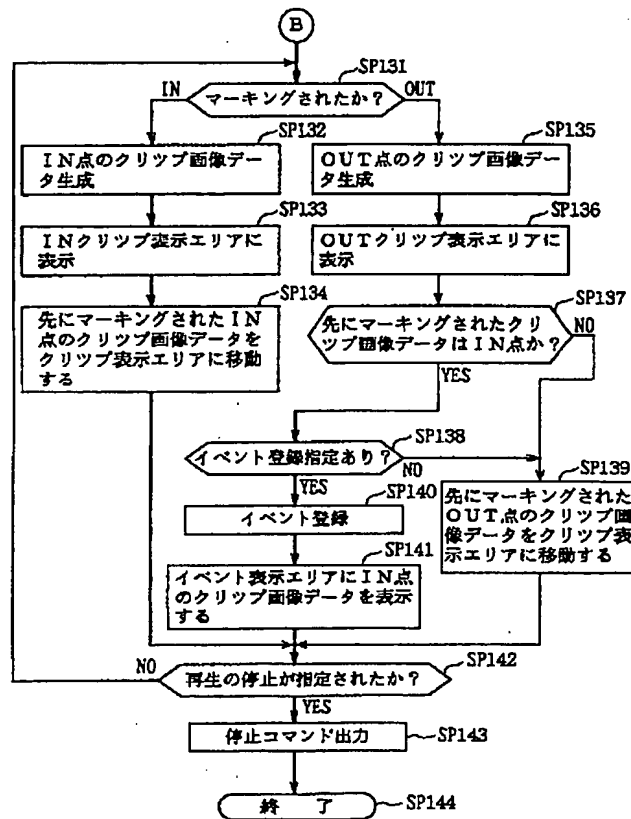 B
SP131
IN
マーキングされたか？
OUT
SP132
IN点のクリツプ画像デー
タ生成
SP135
OUT点のクリツプ画像デー
タ生成
SP133
INクリツプ表示エリアに
表示
SP136
OUTクリツプ表示エリアに
表示
SP134
先にマーキングされたIN
点のクリツプ画像データを
クリツプ表示エリアに移動
する
SP137
先にマーキングされたクリ
ツプ画像データはIN点か？
NO
YES
SP138
イベント登録指定あり？
NO
YES
SP139
先にマーキングされた
OUT点のクリツプ画
像データをクリツプ表
示エリアに移動する
SP140
イベント登録
SP141
イベント表示エリアにIN点
のクリツプ画像データを表示
する
NO
SP142
再生の停止が指定されたか？
YES
停止コマンド出力
SP143
終 了
SP144